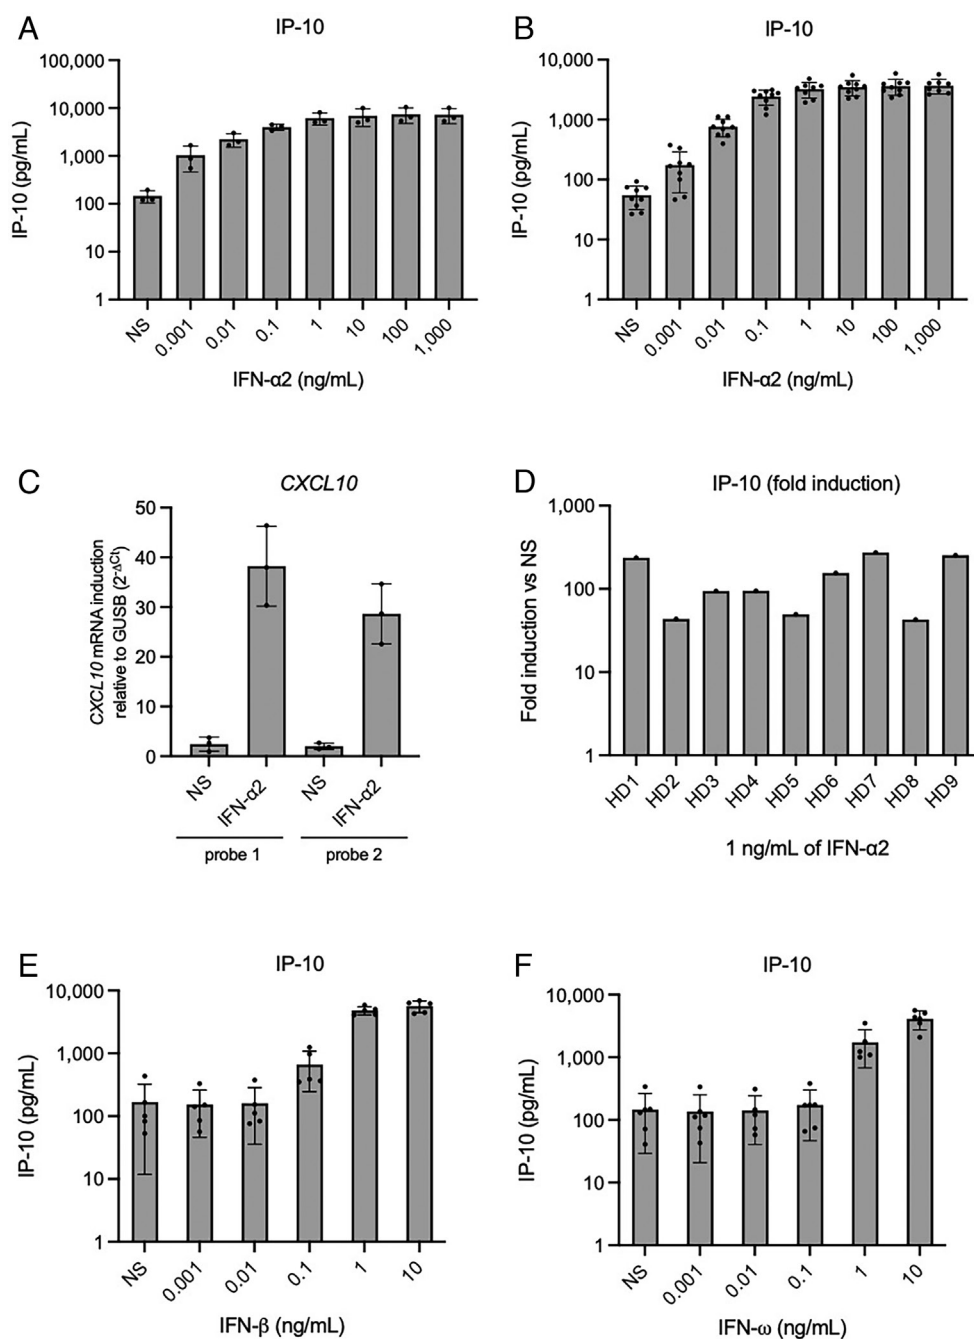 A
IP-10
IP-10 (pg/mL)
100,000
10,000
1,000
100
10
1
NS
0.001
0.01
0.1
1
10
100
1,000
IFN-α2 (ng/mL)
B
IP-10
IP-10 (pg/mL)
10,000
1,000
100
10
1
NS
0.001
0.01
0.1
1
10
100
1,000
IFN-α2 (ng/mL)
C
CXCL10
CXCL10 mRNA induction
relative to GUSB (2-ΔCt)
50
40
30
20
10
0
NS
IFN-α2
NS
IFN-α2
probe 1
probe 2
D
IP-10 (fold induction)
Fold induction vs NS
1,000
100
10
1
HD1
HD2
HD3
HD4
HD5
HD6
HD7
HD8
HD9
1 ng/mL of IFN-α2
E
IP-10
IP-10 (pg/mL)
10,000
1,000
100
10
1
NS
0.001
0.01
0.1
1
10
IFN-β (ng/mL)
F
IP-10
IP-10 (pg/mL)
10,000
1,000
100
10
1
NS
0.001
0.01
0.1
1
10
IFN-ω (ng/mL)